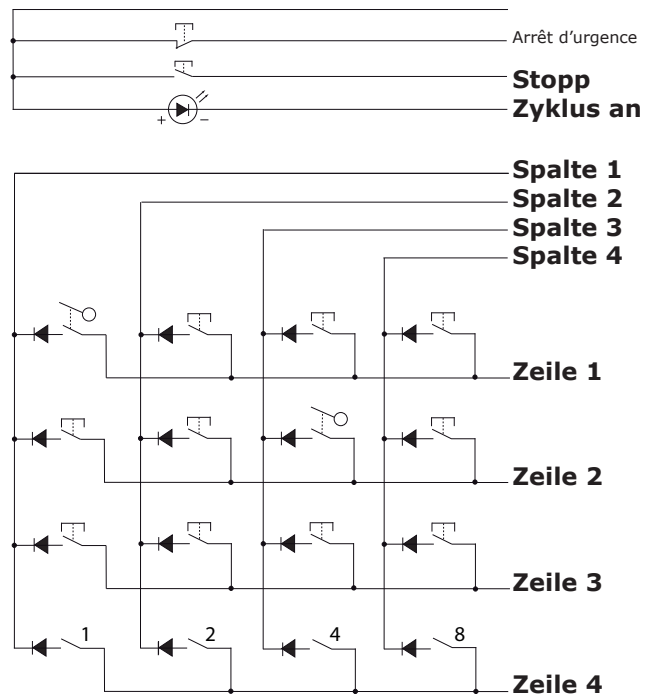 Arrêt d’urgence
Stopp
+ − Zyklus an
Spalte 1
Spalte 2
Spalte 3
Spalte 4
Zeile 1
Zeile 2
Zeile 3
1 2 4 8
Zeile 4